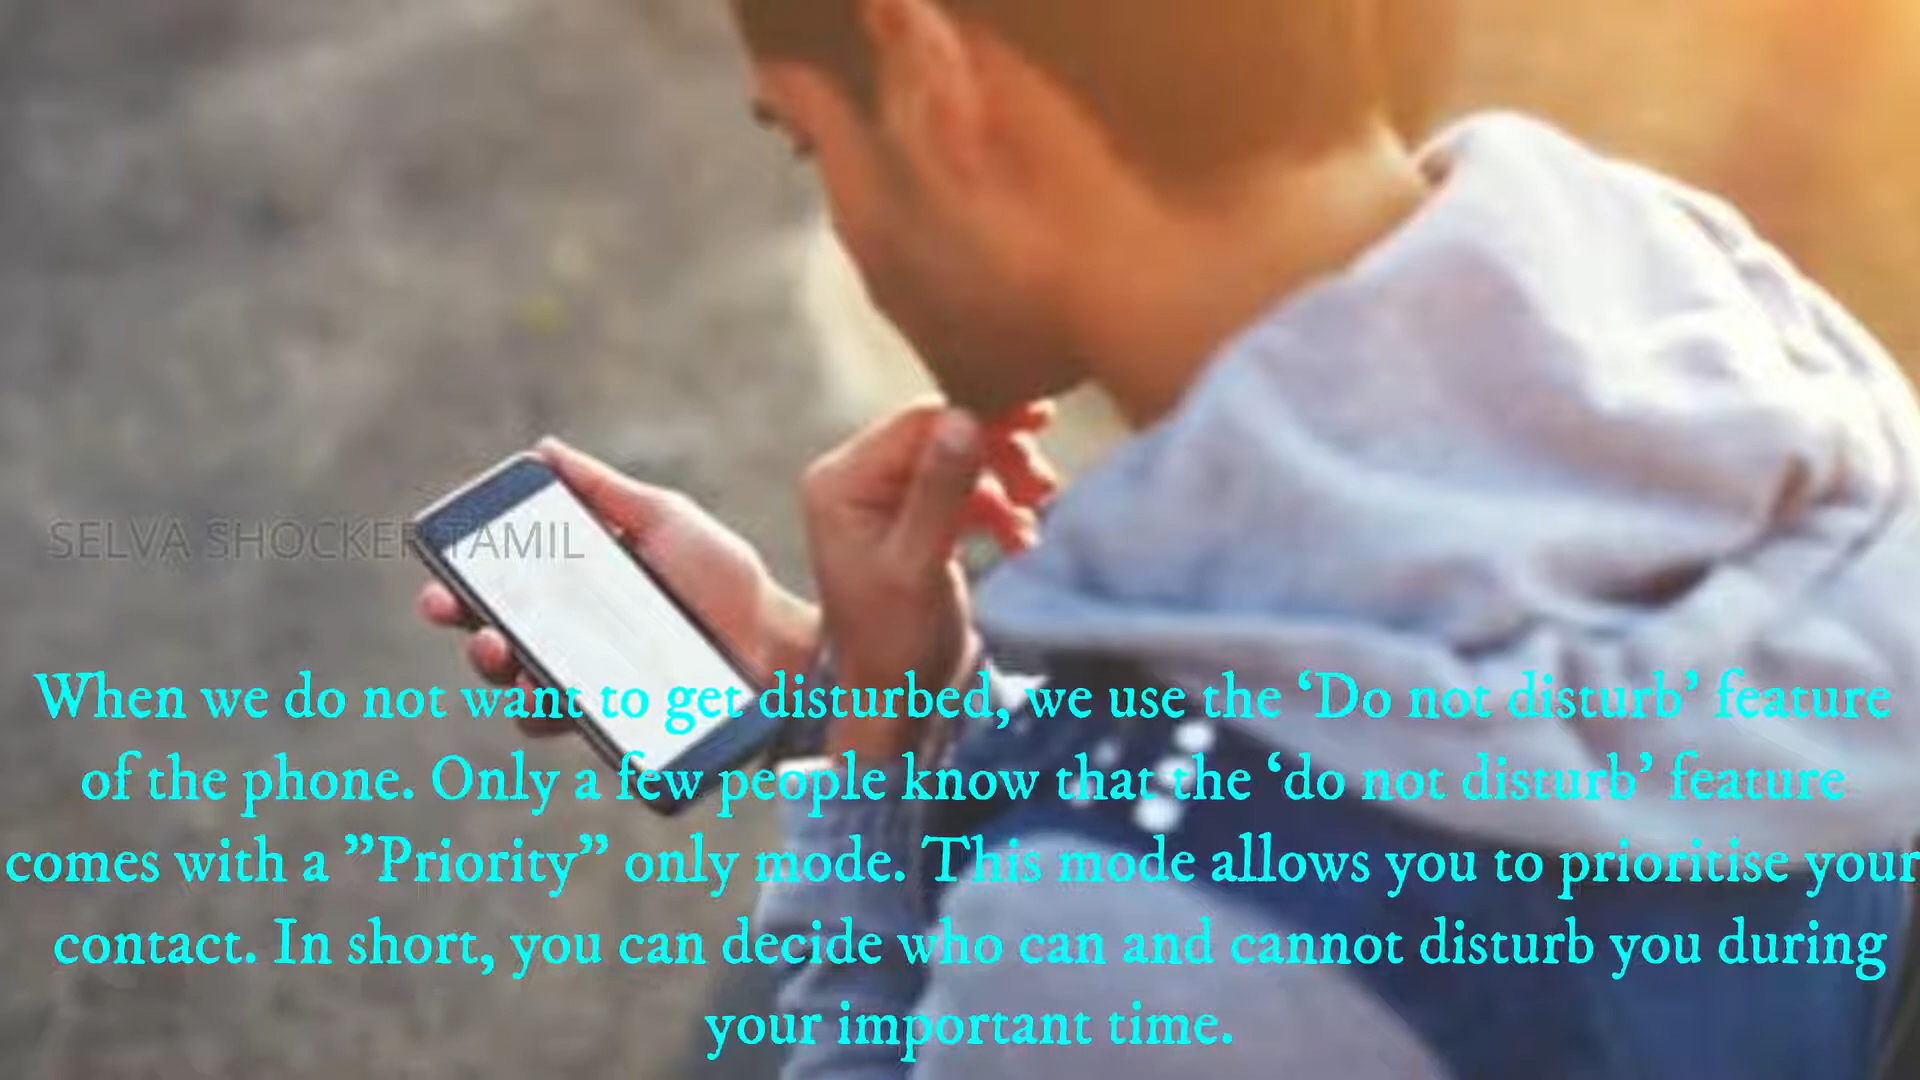 SELVA SHOCKER TAMIL
When we do not want to get disturbed, we use the ‘Do not disturb’ feature
of the phone. Only a few people know that the ‘do not disturb’ feature
comes with a ”Priority” only mode. This mode allows you to prioritise your
contact. In short, you can decide who can and cannot disturb you during
your important time.